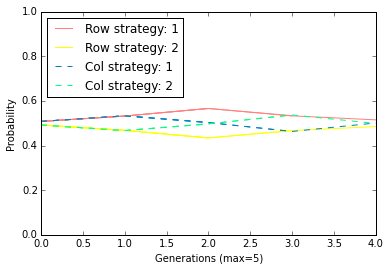 1.0
0.8
0.6
0.4
0.2
0.0
Probability
Row strategy: 1
Row strategy: 2
Col strategy: 1
Col strategy: 2
0.0 0.5 1.0 1.5 2.0 2.5 3.0 3.5 4.0
Generations (max=5)